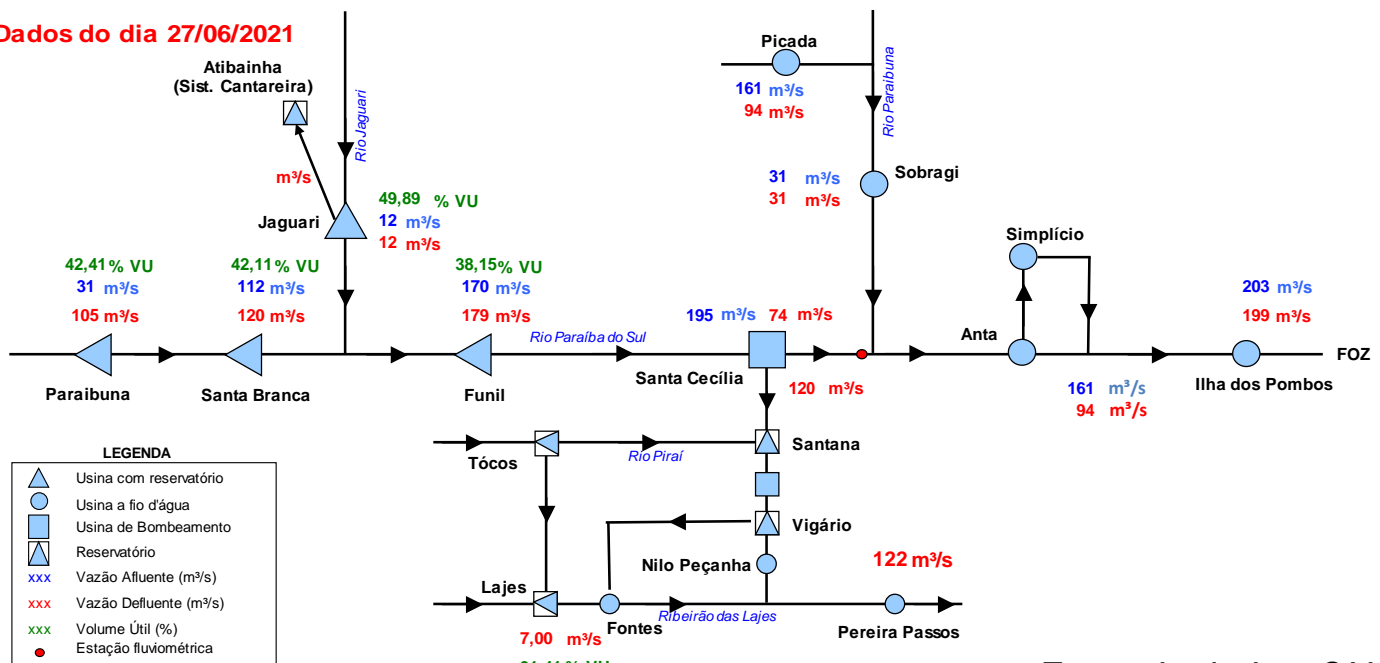 Dados do dia 27/06/2021
Atibainha
(Sist. Cantareira)
Rio Jaguari
m³/s
Jaguari
49,89 % VU
12 m³/s
12 m³/s
Picada
161 m³/s
94 m³/s
Rio Paraibuna
31 m³/s
31 m³/s
Sobragi
Simplício
42,41% VU
31 m³/s
105 m³/s
Paraibuna
42,11% VU
112 m³/s
120 m³/s
Santa Branca
38,15% VU
170 m³/s
179 m³/s
Funil
Rio Paraíba do Sul
195 m³/s 74 m³/s
Santa Cecília
120 m³/s
Anta
161 m³/s
94 m³/s
203 m³/s
199 m³/s
Ilha dos Pombos
FOZ
Tócos
Rio Piraí
Santana
Vigário
Nilo Peçanha
122 m³/s
Lajes
7,00 m³/s
Fontes
Ribeirão das Lajes
Pereira Passos
LEGENDA
Usina com reservatório
Usina a fio d'água
Usina de Bombeamento
Reservatório
xxx Vazão Afluente (m³/s)
xxx Vazão Defluente (m³/s)
xxx Volume Útil (%)
Estação fluviométrica